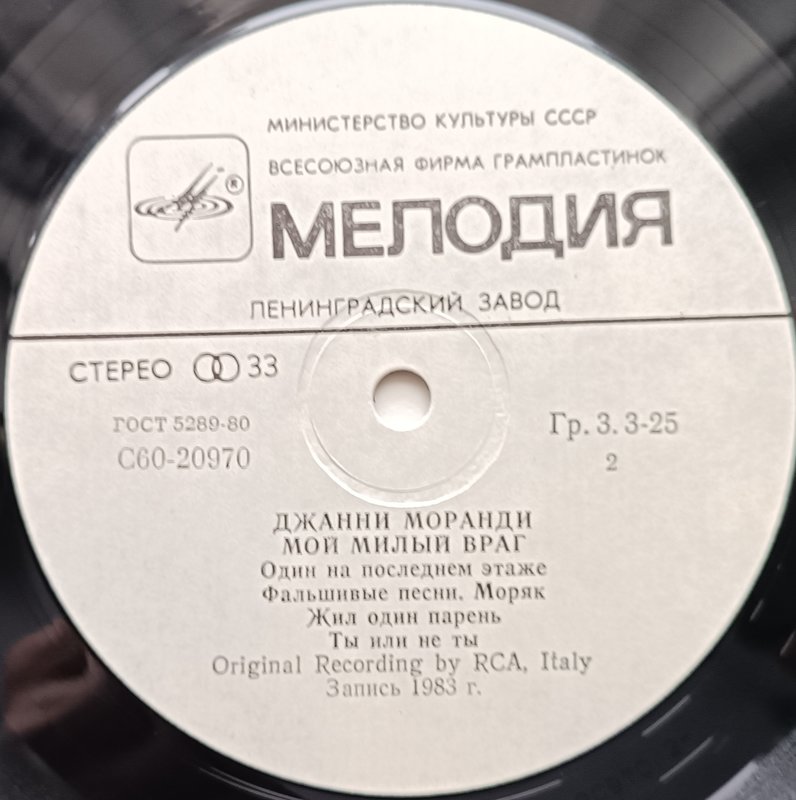 МИНИСТЕРСТВО КУЛЬТУРЫ СССР
ВСЕСОЮЗНАЯ ФИРМА ГРАМПЛАСТИНОК
®
МЕЛОДИЯ
ЛЕНИНГРАДСКИЙ ЗАВОД
СТЕРЕО 33
ГОСТ 5289-80
Гр. 3. 3-25
С60-20970
2
ДЖАННИ МОРАНДИ
МОЙ МИЛЫЙ ВРАГ
Один на последнем этаже
Фальшивые песни. Моряк
Жил один парень
Ты или не ты
Original Recording by RCA, Italy
Запись 1983 г.